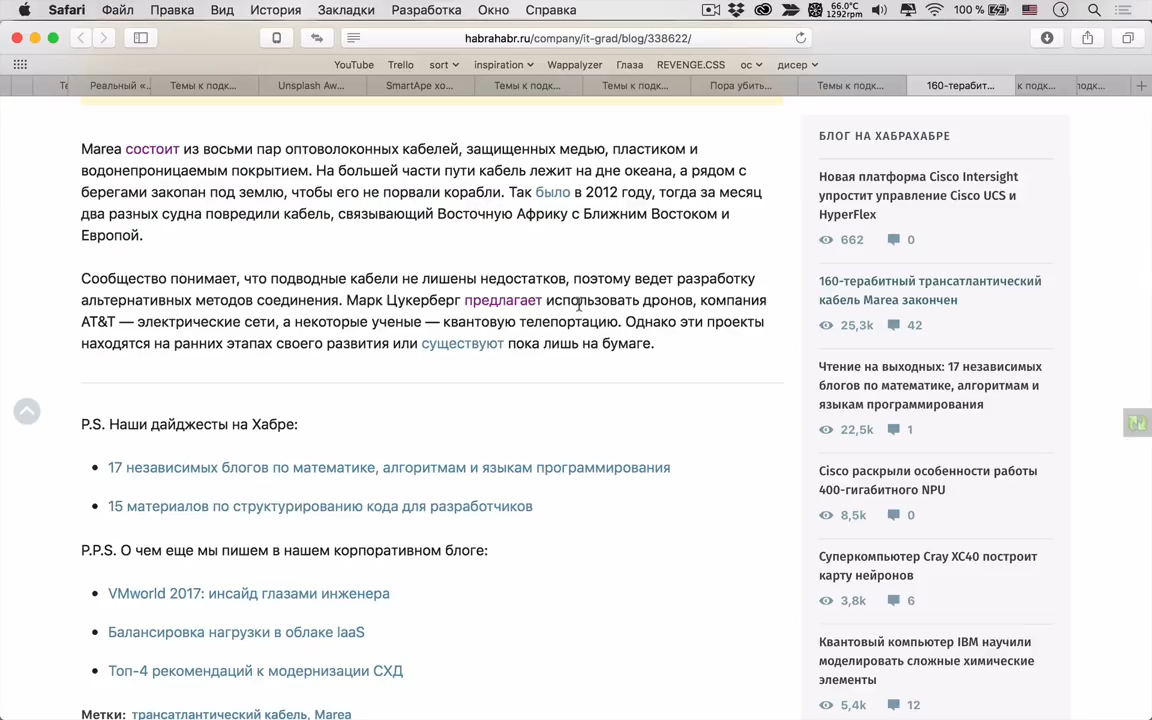 Safari Файл Правка Вид История Закладки Разработка Окно Справка 66.0°C 1292rpm 100 %
habrahabr.ru/company/it-grad/blog/338622/
YouTube Trello sort inspiration Wappalyzer Глаза REVENGE.CSS ос дисер
Реальный «.. Темы к подк... Unsplash Aw... SmartApe хо... Темы к подк... Темы к подк... Пора убить... Темы к подк... 160-терабит... к подк... подк...
Marea состоит из восьми пар оптоволоконных кабелей, защищенных медью, пластиком и
водонепроницаемым покрытием. На большей части пути кабель лежит на дне океана, а рядом с
берегами закопан под землю, чтобы его не порвали корабли. Так было в 2012 году, тогда за месяц
два разных судна повредили кабель, связывающий Восточную Африку с Ближним Востоком и
Европой.
Сообщество понимает, что подводные кабели не лишены недостатков, поэтому ведет разработку
альтернативных методов соединения. Марк Цукерберг предлагает использовать дронов, компания
AT&T — электрические сети, а некоторые ученые — квантовую телепортацию. Однако эти проекты
находятся на ранних этапах своего развития или существуют пока лишь на бумаге.
P.S. Наши дайджесты на Хабре:
17 независимых блогов по математике, алгоритмам и языкам программирования
15 материалов по структурированию кода для разработчиков
P.P.S. О чем еще мы пишем в нашем корпоративном блоге:
VMworld 2017: инсайд глазами инженера
Балансировка нагрузки в облаке IaaS
Топ-4 рекомендаций к модернизации СХД
Метки: трансатлантический кабель, Marea
БЛОГ НА ХАБРАХАБРЕ
Новая платформа Cisco Intersight
упростит управление Cisco UCS и
HyperFlex
662 0
160-терабитный трансатлантический
кабель Marea закончен
25,3k 42
Чтение на выходных: 17 независимых
блогов по математике, алгоритмам и
языкам программирования
22,5k 1
Cisco раскрыли особенности работы
400-гигабитного NPU
8,5k 0
Суперкомпьютер Cray XC40 построит
карту нейронов
3,8k 6
Квантовый компьютер IBM научили
моделировать сложные химические
элементы
5,4k 12